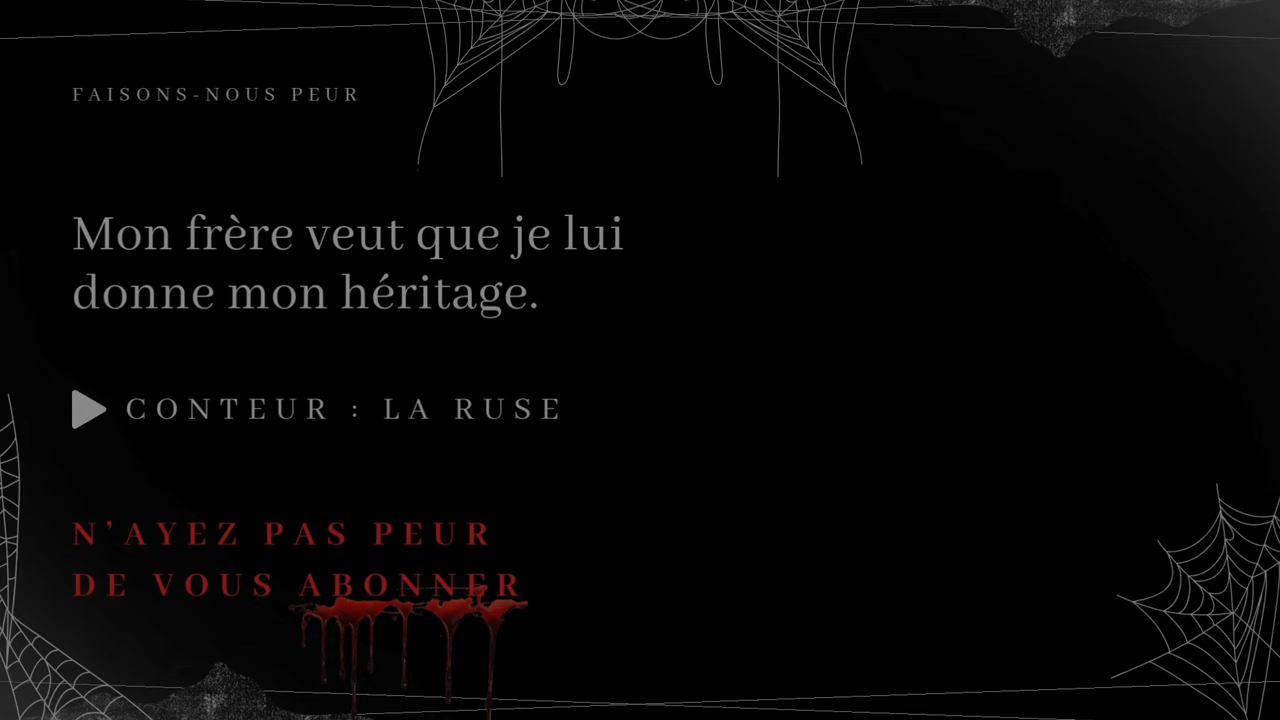 FAISONS-NOUS PEUR
Mon frère veut que je lui
donne mon héritage.
CONTEUR : LA RUSE
N’AYEZ PAS PEUR
DE VOUS ABONNER